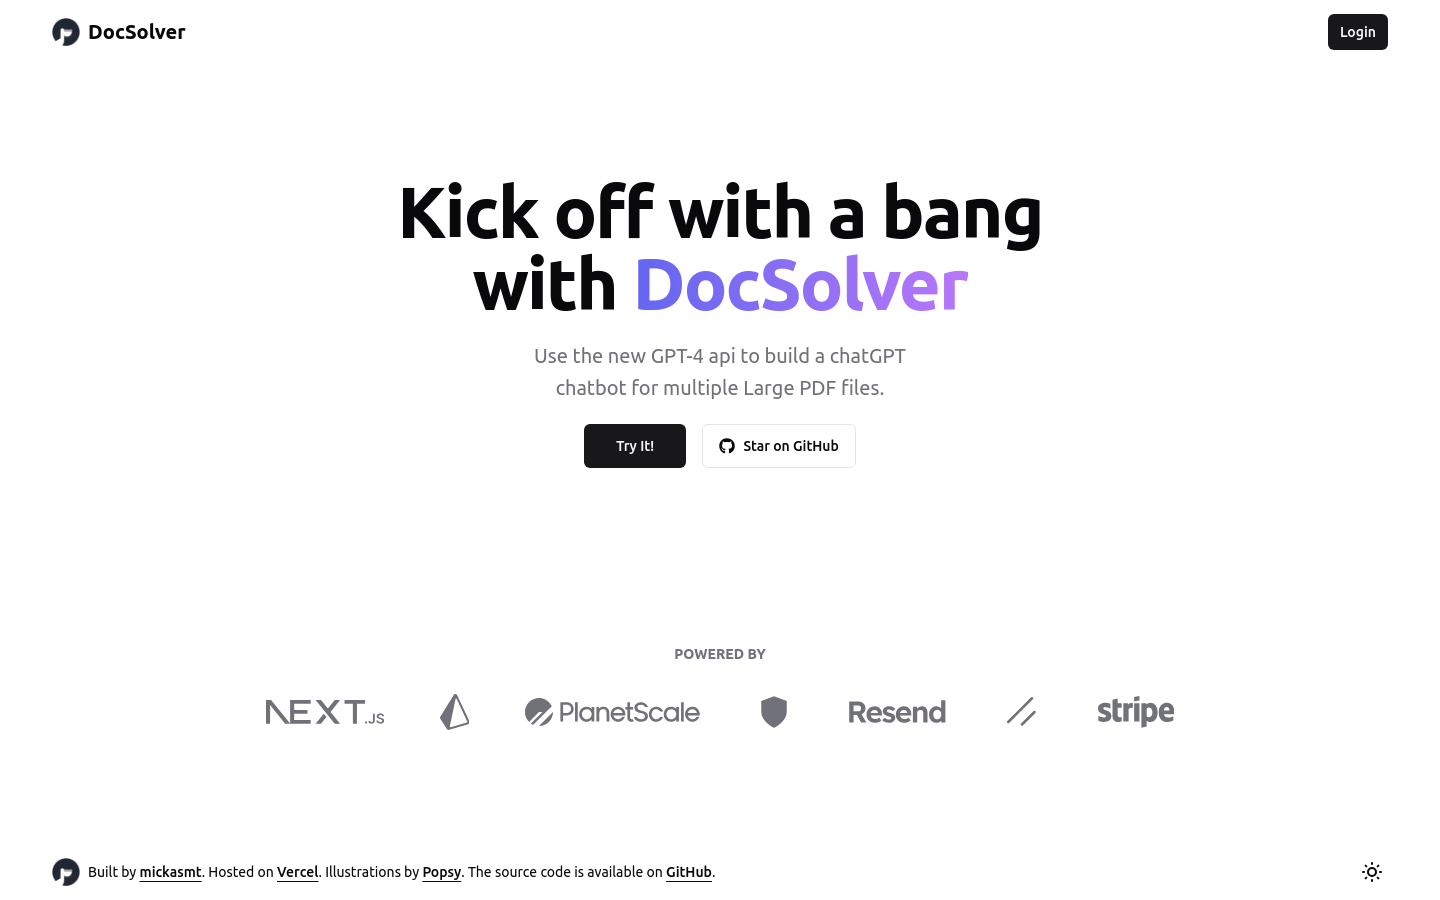 DocSolver
Login
Kick off with a bang
with DocSolver
Use the new GPT-4 api to build a chatGPT
chatbot for multiple Large PDF files.
Try It!
Star on GitHub
POWERED BY
NEXT.JS
PlanetScale
Resend
stripe
Built by mickasmt. Hosted on Vercel. Illustrations by Popsy. The source code is available on GitHub.